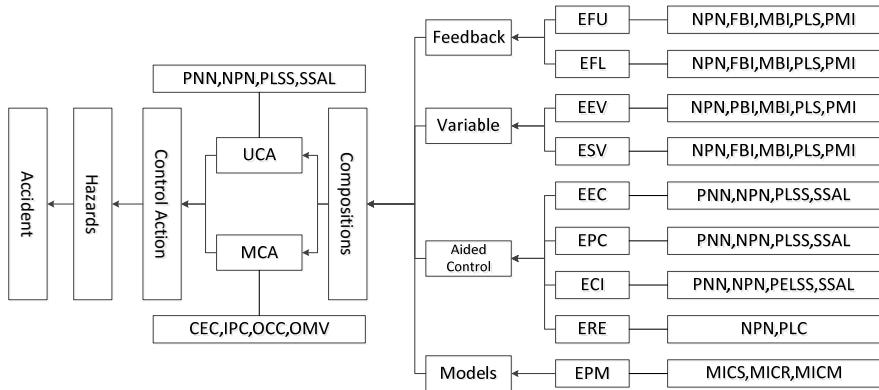 Accident
Hazards
Control Action
PNN,NPN,PLSS,SSAL
UCA
MCA
CEC,IPC,OCC,OMV
Compositions
Feedback
EFU
NPN,FBI,MBI,PLS,PMI
EFL
NPN,FBI,MBI,PLS,PMI
Variable
EEV
NPN,PBI,MBI,PLS,PMI
ESV
NPN,FBI,MBI,PLS,PMI
Aided
Control
EEC
PNN,NPN,PLSS,SSAL
EPC
PNN,NPN,PLSS,SSAL
ECI
PNN,NPN,PELSS,SSAL
ERE
NPN,PLC
Models
EPM
MICS,MICR,MICM